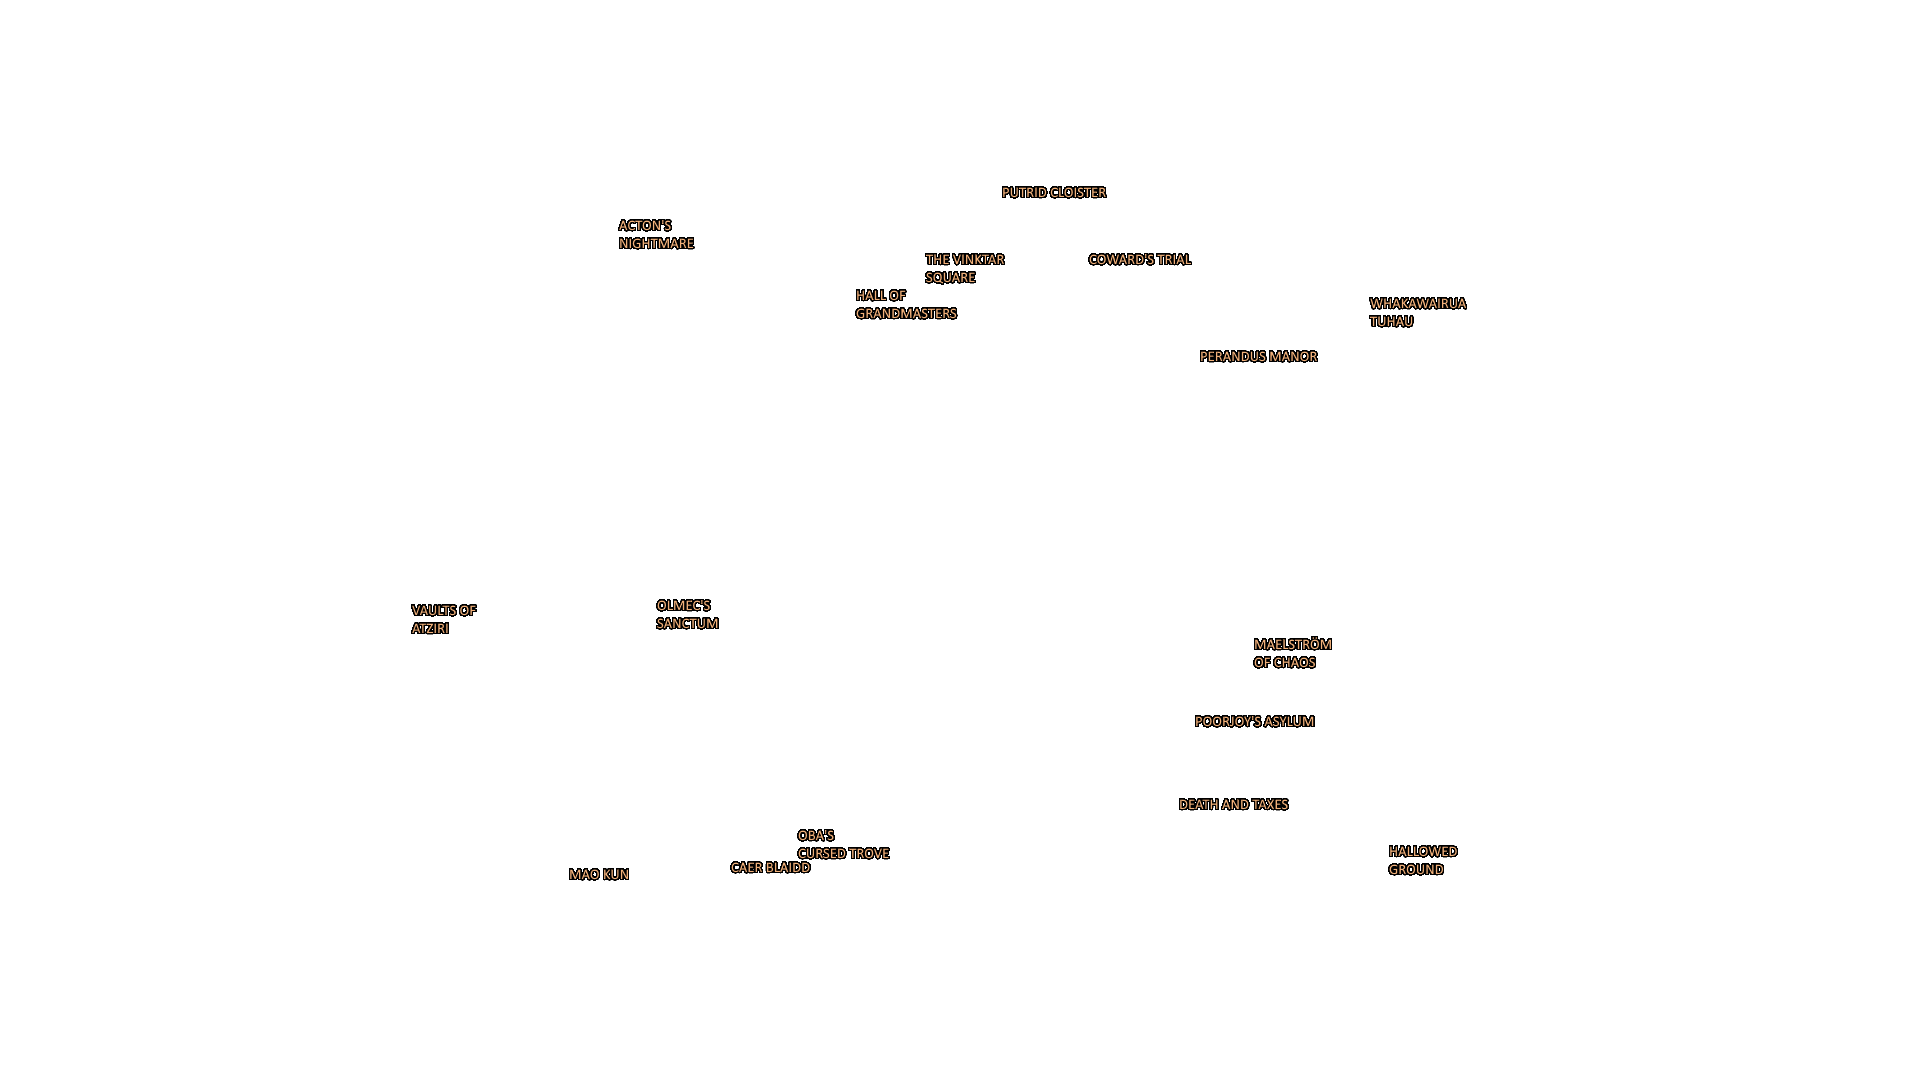 PUTRID CLOISTER
ACTON'S
NIGHTMARE
THE VINKTAR
SQUARE
COWARD'S TRIAL
HALL OF
GRANDMASTERS
WHAKAWAIRUA
TUHAU
PERANDUS MANOR
VAULTS OF
ATZIRI
OLMEC'S
SANCTUM
MAELSTRÖM
OF CHAOS
POORJOY'S ASYLUM
DEATH AND TAXES
OBA'S
CURSED TROVE
CAER BLAIDD
MAO KUN
HALLOWED
GROUND